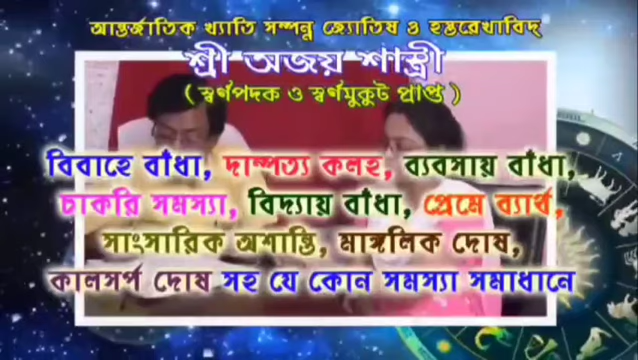 আন্তর্জাতিক খ্যাতি সম্পন্ন জ্যোতিষ ও হস্তরেখাবিদ্
শ্রী অজয় শাস্ত্রী
( স্বর্ণপদক ও স্বর্ণমুকুট প্রাপ্ত )
বিবাহে বাঁধা, দাম্পত্য কলহ, ব্যবসায় বাঁধা,
চাকরি সমস্যা, বিদ্যায় বাঁধা, প্রেমে ব্যার্থ,
সাংসারিক অশান্তি, মাঙ্গলিক দোষ,
কালসর্প দোষ সহ যে কোন সমস্যা সমাধানে